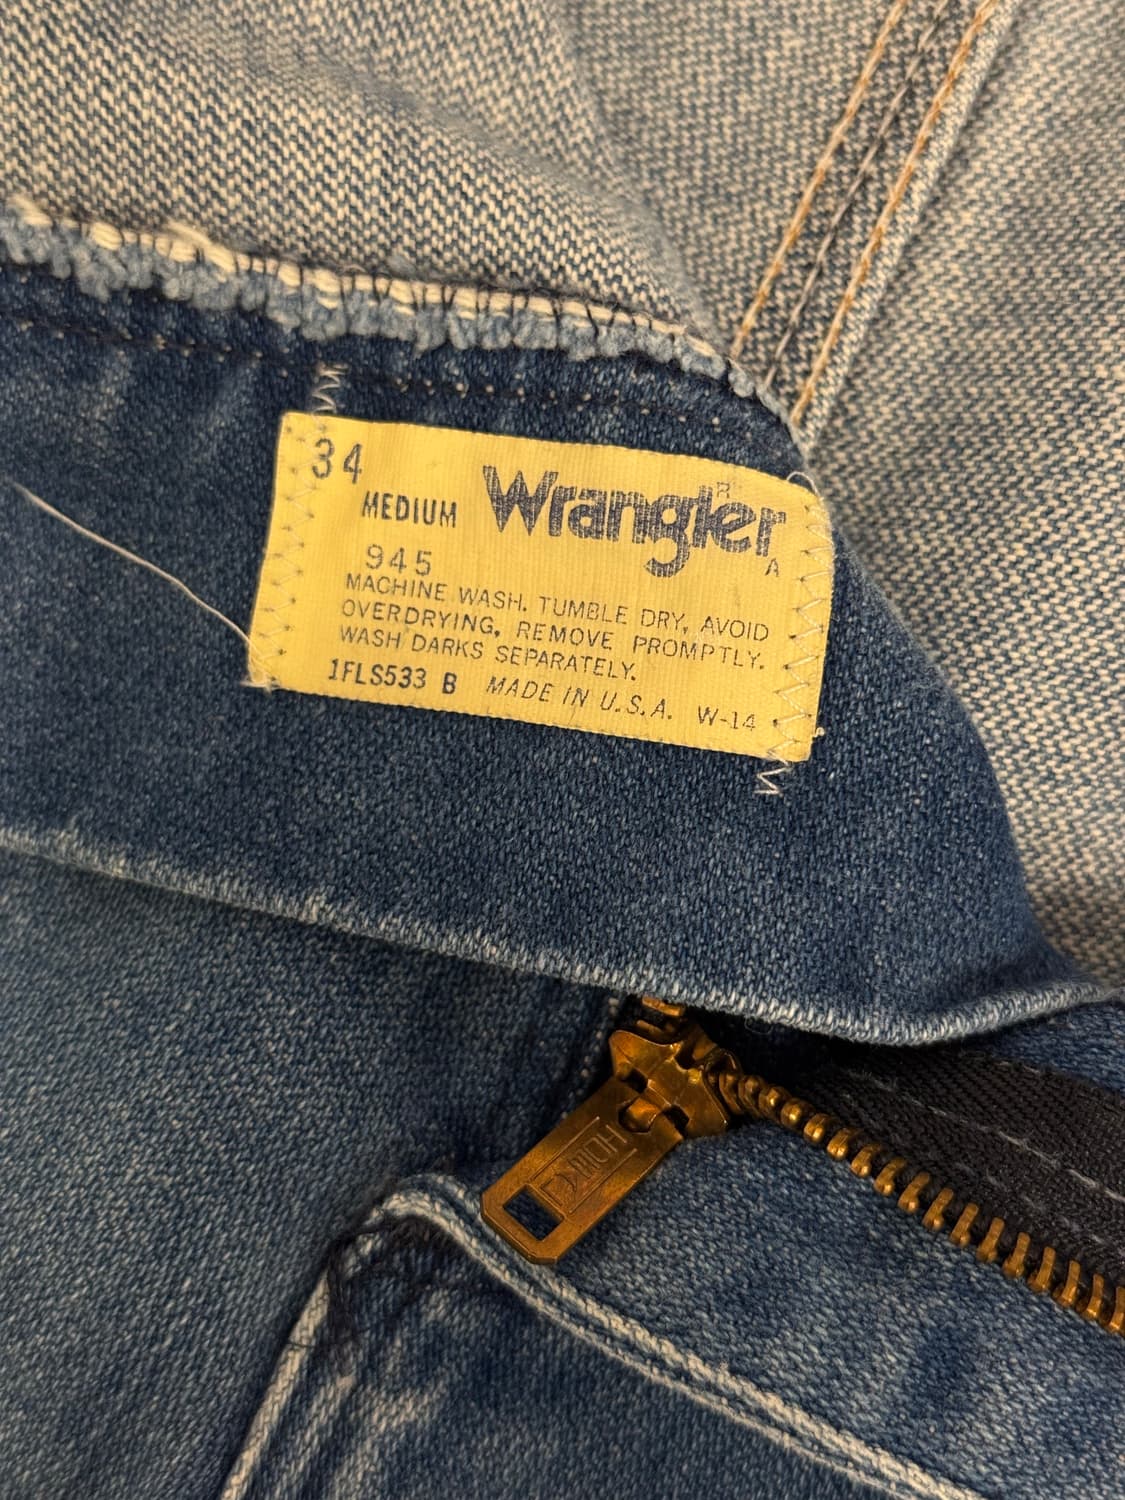 34
MEDIUM Wrangler ®
A
945
MACHINE WASH. TUMBLE DRY, AVOID
OVERDRYING, REMOVE PROMPTLY.
WASH DARKS SEPARATELY.
1FLS533 B MADE IN U.S.A. W-14